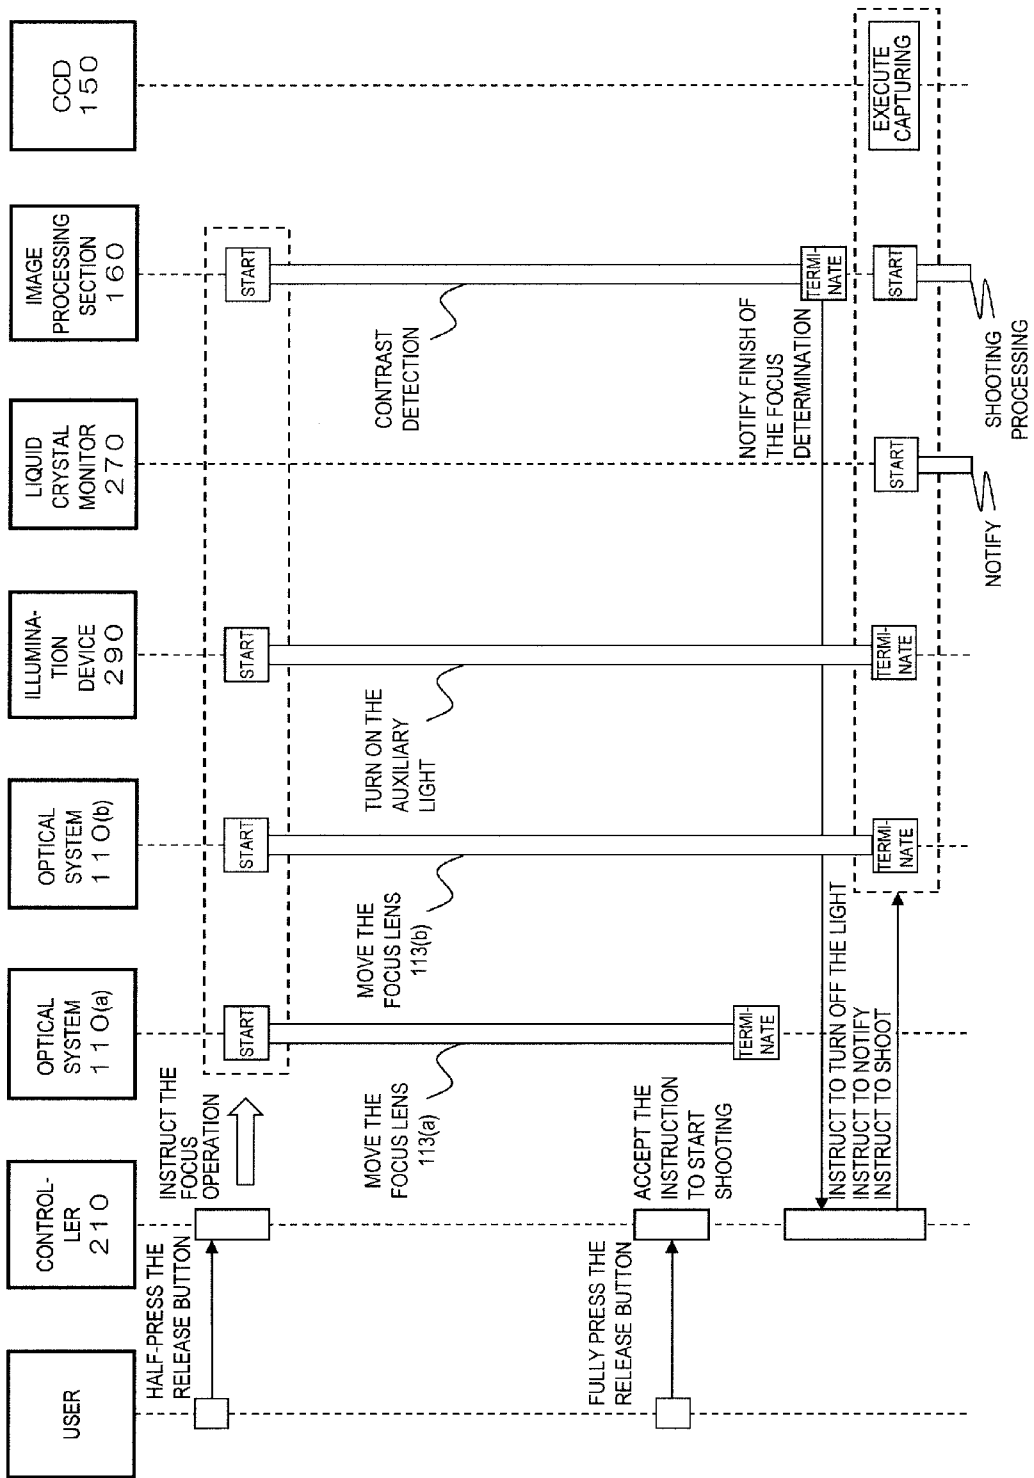 USER
CONTROL-
LER
210
OPTICAL
SYSTEM
110(a)
OPTICAL
SYSTEM
110(b)
ILLUMINA-
TION
DEVICE
290
LIQUID
CRYSTAL
MONITOR
270
IMAGE
PROCESSING
SECTION
160
CCD
150
HALF-PRESS THE
RELEASE BUTTON
INSTRUCT THE
FOCUS
OPERATION
START
START
START
START
MOVE THE
FOCUS LENS
113(a)
MOVE THE
FOCUS LENS
113(b)
TURN ON THE
AUXILIARY
LIGHT
CONTRAST
DETECTION
FULLY PRESS THE
RELEASE BUTTON
ACCEPT THE
INSTRUCTION
TO START
SHOOTING
TERMI-
NATE
NOTIFY FINISH OF
THE FOCUS
DETERMINATION
TERMI-
NATE
INSTRUCT TO TURN OFF THE LIGHT
INSTRUCT TO NOTIFY
INSTRUCT TO SHOOT
TERMI-
NATE
TERMI-
NATE
START
START
EXECUTE
CAPTURING
NOTIFY
SHOOTING
PROCESSING